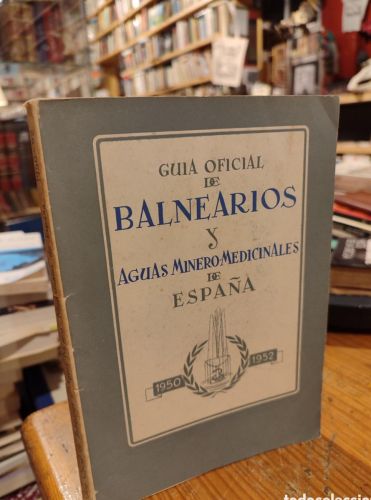 GUIA OFICIAL
DE
BALNEARIOS
Y
AGUAS MINERO-MEDICINALES
DE
ESPAÑA
1950
1952
todocoleccion